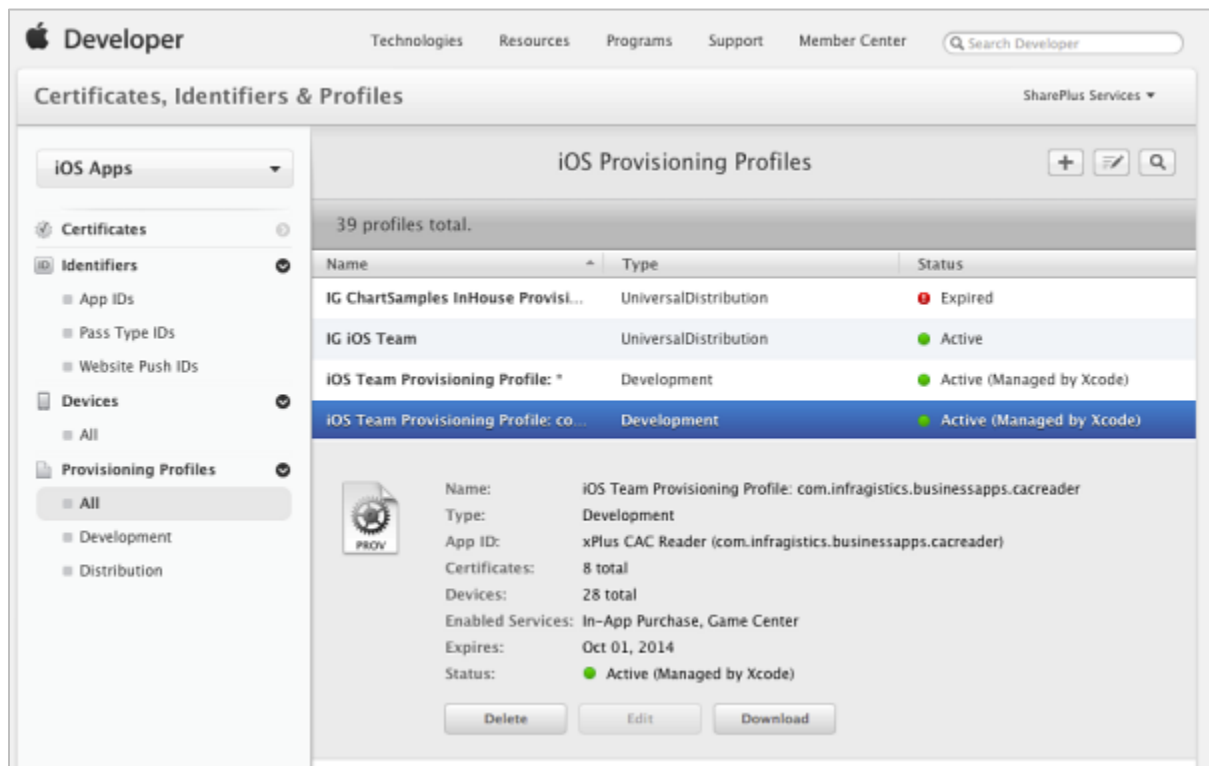 Developer
Technologies Resources Programs Support Member Center Search Developer
Certificates, Identifiers & Profiles
SharePlus Services
iOS Apps
Certificates
ID Identifiers
App IDs
Pass Type IDs
Website Push IDs
Devices
All
Provisioning Profiles
All
Development
Distribution
iOS Provisioning Profiles
39 profiles total.
Name Type Status
IG ChartSamples InHouse Provisi... UniversalDistribution Expired
IG iOS Team UniversalDistribution Active
iOS Team Provisioning Profile: * Development Active (Managed by Xcode)
iOS Team Provisioning Profile: co... Development Active (Managed by Xcode)
PROV
Name: iOS Team Provisioning Profile: com.infragistics.businessapps.cacreader
Type: Development
App ID: xPlus CAC Reader (com.infragistics.businessapps.cacreader)
Certificates: 8 total
Devices: 28 total
Enabled Services: In-App Purchase, Game Center
Expires: Oct 01, 2014
Status: Active (Managed by Xcode)
Delete Edit Download